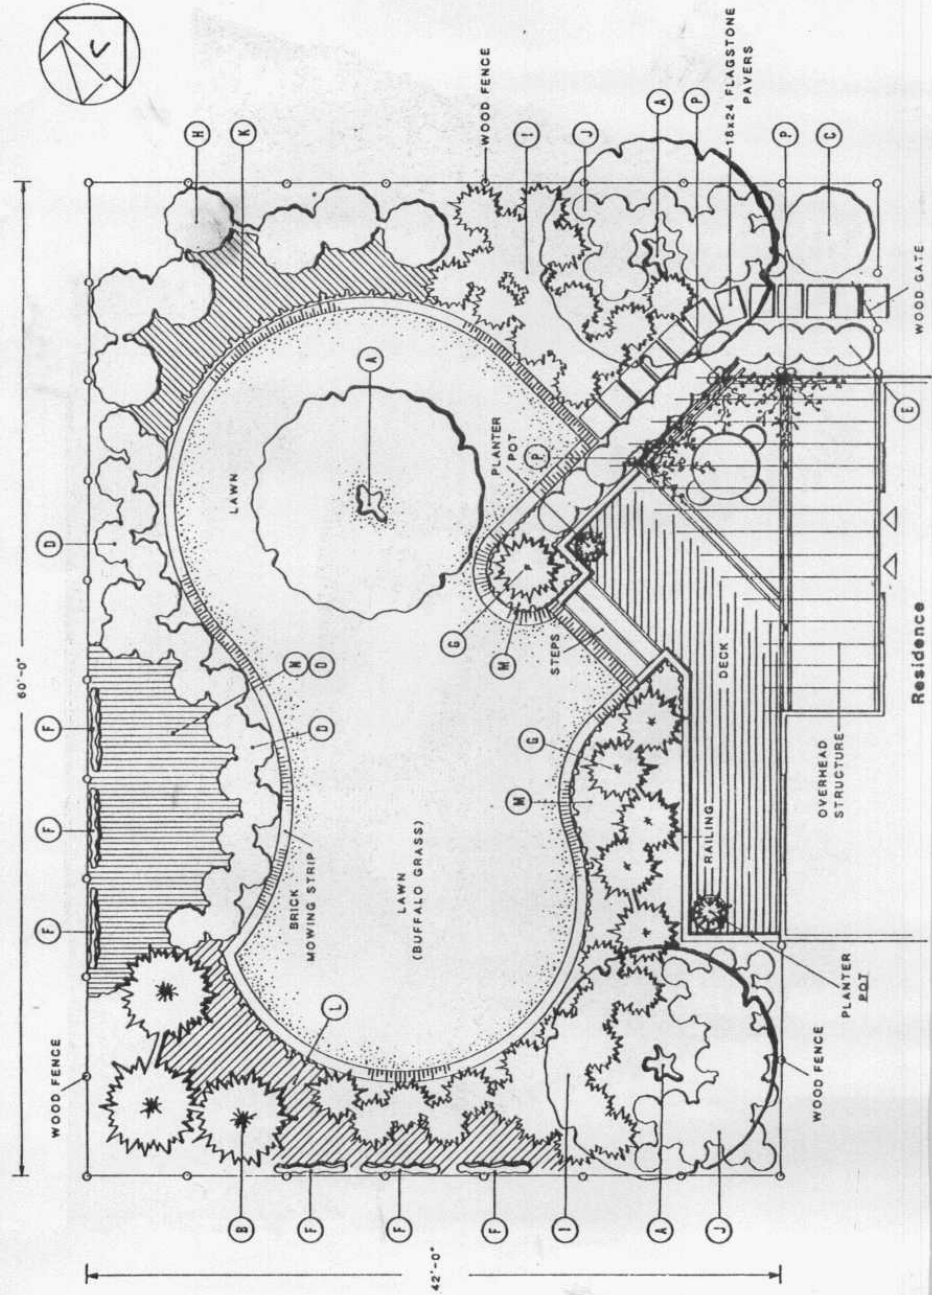 60'-0"
42'-0"
WOOD FENCE
F
F
F
D
H
K
WOOD FENCE
I
J
A
P
18x24 FLAGSTONE
PAVERS
P
C
WOOD GATE
E
LAWN
A
PLANTER
POT
P
N
D
D
G
M
STEPS
BRICK
MOWING STRIP
LAWN
(BUFFALO GRASS)
G
M
L
DECK
RAILING
OVERHEAD
STRUCTURE
Residence
B
F
F
F
I
A
J
WOOD FENCE
PLANTER
POT